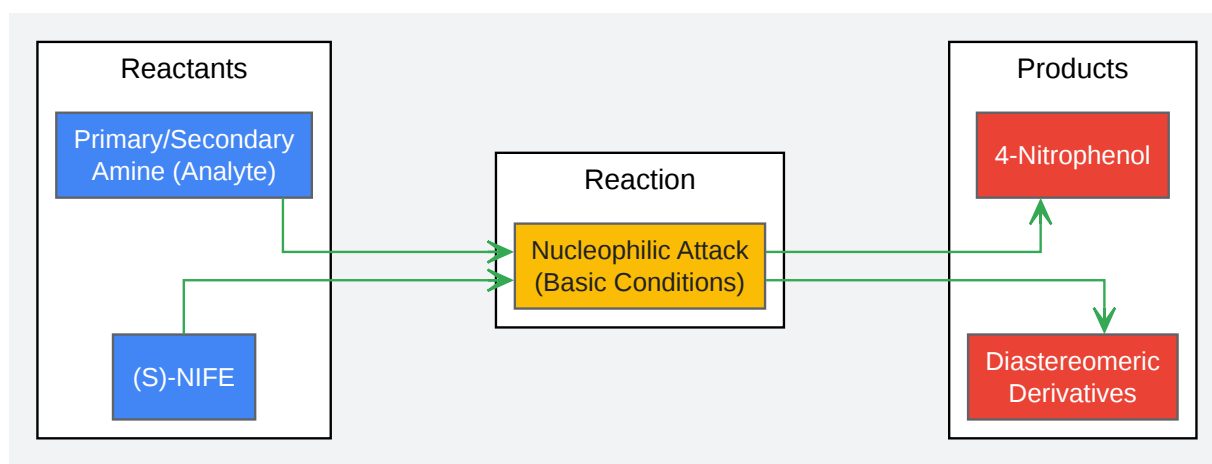 Reactants
Primary/Secondary
Amine (Analyte)
(S)-NIFE
Reaction
Nucleophilic Attack
(Basic Conditions)
Products
4-Nitrophenol
Diastereomeric
Derivatives